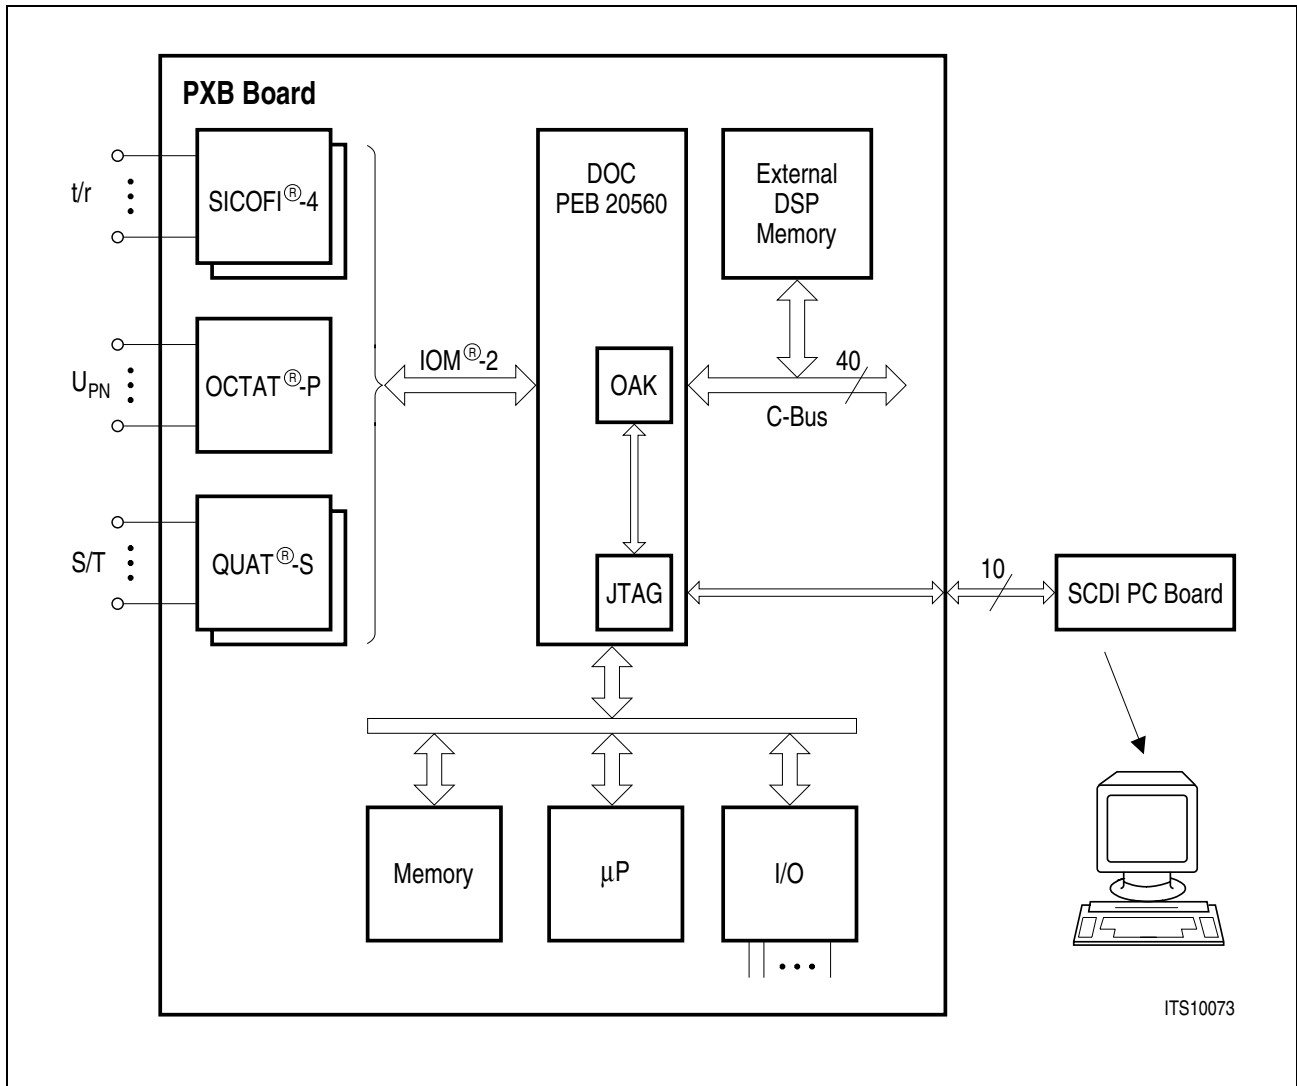 PXB Board
t/r
SICOFI®-4
DOC
PEB 20560
External
DSP
Memory
UPN
OCTAT®-P
IOM®-2
OAK
40
C-Bus
S/T
QUAT®-S
JTAG
10
SCDI PC Board
Memory
µP
I/O
ITS10073